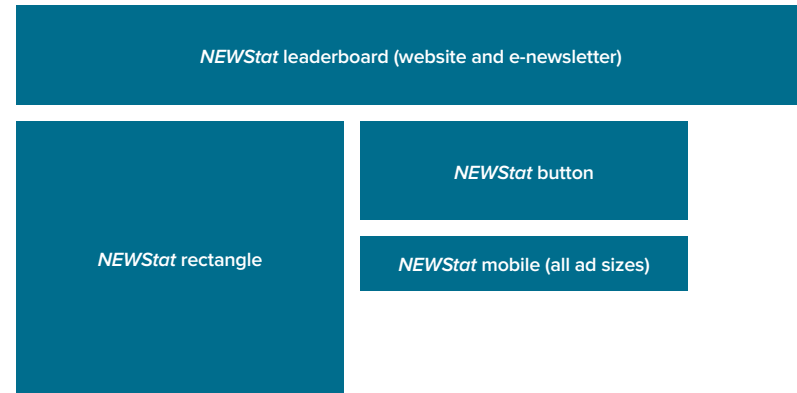 NEWStat leaderboard (website and e-newsletter)
NEWStat button
NEWStat rectangle
NEWStat mobile (all ad sizes)